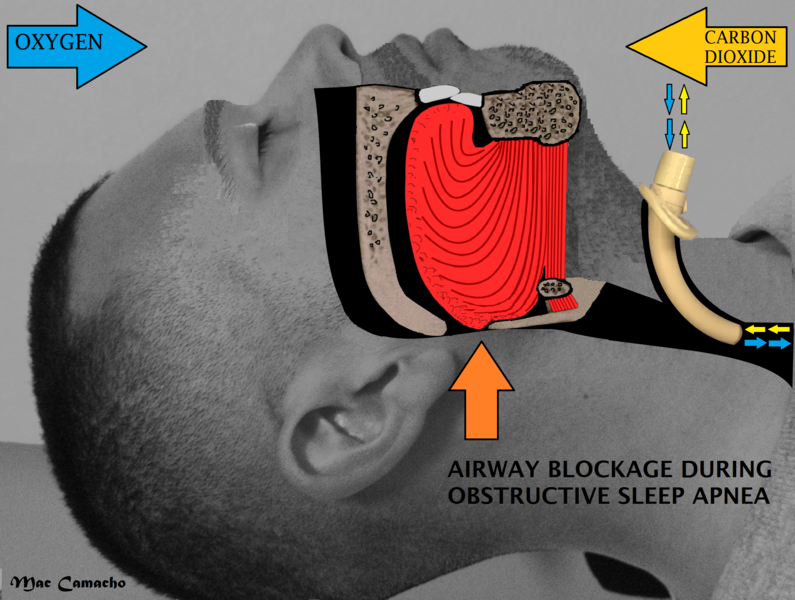 OXYGEN
CARBON
DIOXIDE
AIRWAY BLOCKAGE DURING
OBSTRUCTIVE SLEEP APNEA
Mac Camacho